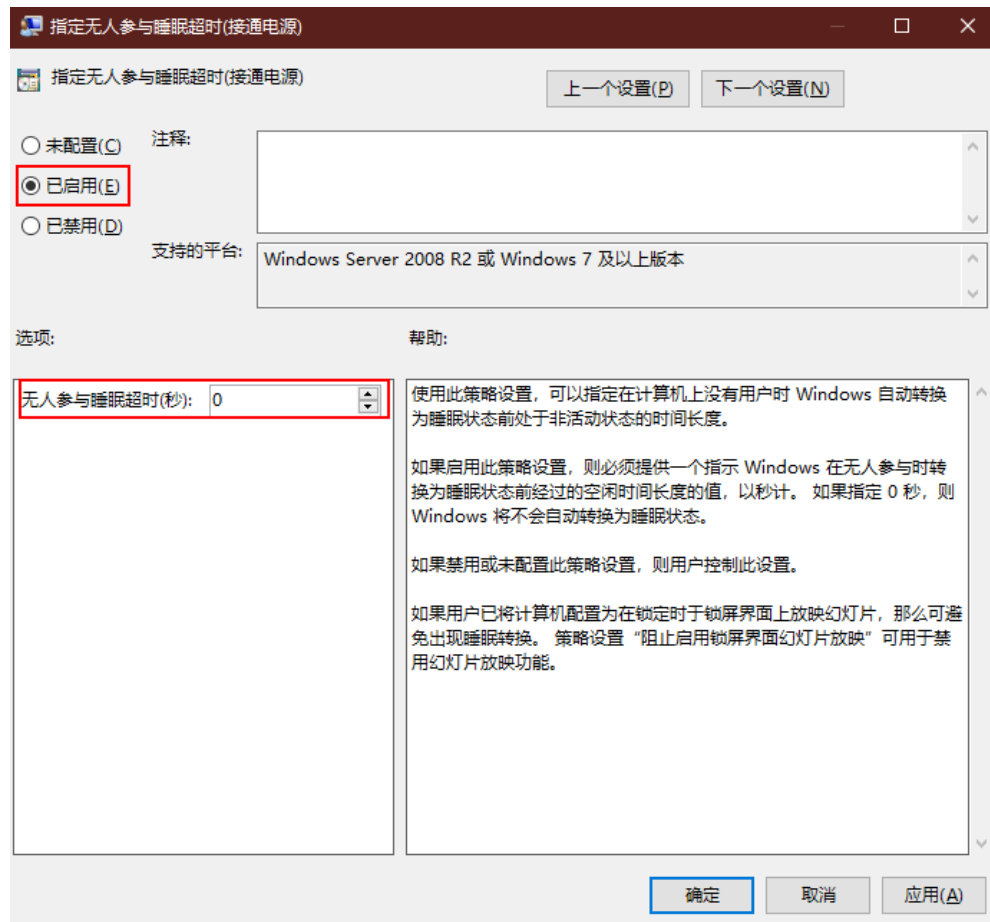 指定无人参与睡眠超时(接通电源)
指定无人参与睡眠超时(接通电源)
上一个设置(P)
下一个设置(N)
未配置(C)
注释:
已启用(E)
已禁用(D)
支持的平台:
Windows Server 2008 R2 或 Windows 7 及以上版本
选项:
帮助:
无人参与睡眠超时(秒): 0
使用此策略设置，可以指定在计算机上没有用户时 Windows 自动转换
为睡眠状态前处于非活动状态的时间长度。
如果启用此策略设置，则必须提供一个指示 Windows 在无人参与时转
换为睡眠状态前经过的空闲时间长度的值，以秒计。 如果指定 0 秒，则
Windows 将不会自动转换为睡眠状态。
如果禁用或未配置此策略设置，则用户控制此设置。
如果用户已将计算机配置为在锁定时于锁屏界面上放映幻灯片，那么可避
免出现睡眠转换。 策略设置“阻止启用锁屏界面幻灯片放映”可用于禁
用幻灯片放映功能。
确定
取消
应用(A)